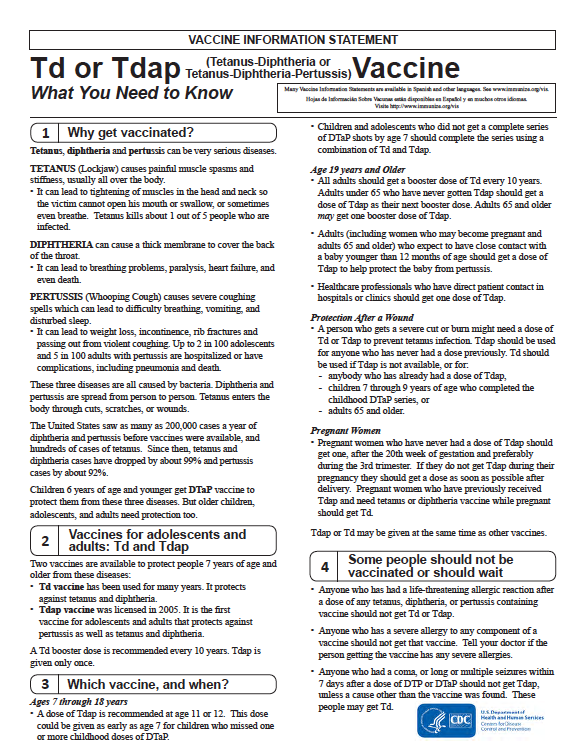 VACCINE INFORMATION STATEMENT
Td or Tdap (Tetanus-Diphtheria or Tetanus-Diphtheria-Pertussis) Vaccine
What You Need to Know
Many Vaccine Information Statements are available in Spanish and other languages. See www.immunize.org/vis.
Hojas de Información Sobre Vacunas están disponibles en Español y en muchos otros idiomas.
Visite http://www.immunize.org/vis
1 Why get vaccinated?
Tetanus, diphtheria and pertussis can be very serious diseases.
TETANUS (Lockjaw) causes painful muscle spasms and
stiffness, usually all over the body.
• It can lead to tightening of muscles in the head and neck so
the victim cannot open his mouth or swallow, or sometimes
even breathe. Tetanus kills about 1 out of 5 people who are
infected.
DIPHTHERIA can cause a thick membrane to cover the back
of the throat.
• It can lead to breathing problems, paralysis, heart failure, and
even death.
PERTUSSIS (Whooping Cough) causes severe coughing
spells which can lead to difficulty breathing, vomiting, and
disturbed sleep.
• It can lead to weight loss, incontinence, rib fractures and
passing out from violent coughing. Up to 2 in 100 adolescents
and 5 in 100 adults with pertussis are hospitalized or have
complications, including pneumonia and death.
These three diseases are all caused by bacteria. Diphtheria and
pertussis are spread from person to person. Tetanus enters the
body through cuts, scratches, or wounds.
The United States saw as many as 200,000 cases a year of
diphtheria and pertussis before vaccines were available, and
hundreds of cases of tetanus. Since then, tetanus and
diphtheria cases have dropped by about 99% and pertussis
cases by about 92%.
Children 6 years of age and younger get DTaP vaccine to
protect them from these three diseases. But older children,
adolescents, and adults need protection too.
2 Vaccines for adolescents and
adults: Td and Tdap
Two vaccines are available to protect people 7 years of age and
older from these diseases:
• Td vaccine has been used for many years. It protects
against tetanus and diphtheria.
• Tdap vaccine was licensed in 2005. It is the first
vaccine for adolescents and adults that protects against
pertussis as well as tetanus and diphtheria.
A Td booster dose is recommended every 10 years. Tdap is
given only once.
3 Which vaccine, and when?
Ages 7 through 18 years
• A dose of Tdap is recommended at age 11 or 12. This dose
could be given as early as age 7 for children who missed one
or more childhood doses of DTaP.
• Children and adolescents who did not get a complete series
of DTaP shots by age 7 should complete the series using a
combination of Td and Tdap.
Age 19 years and Older
• All adults should get a booster dose of Td every 10 years.
Adults under 65 who have never gotten Tdap should get a
dose of Tdap as their next booster dose. Adults 65 and older
may get one booster dose of Tdap.
• Adults (including women who may become pregnant and
adults 65 and older) who expect to have close contact with
a baby younger than 12 months of age should get a dose of
Tdap to help protect the baby from pertussis.
• Healthcare professionals who have direct patient contact in
hospitals or clinics should get one dose of Tdap.
Protection After a Wound
• A person who gets a severe cut or burn might need a dose of
Td or Tdap to prevent tetanus infection. Tdap should be used
for anyone who has never had a dose previously. Td should
be used if Tdap is not available, or for:
- anybody who has already had a dose of Tdap,
- children 7 through 9 years of age who completed the
childhood DTaP series, or
- adults 65 and older.
Pregnant Women
• Pregnant women who have never had a dose of Tdap should
get one, after the 20th week of gestation and preferably
during the 3rd trimester. If they do not get Tdap during their
pregnancy they should get a dose as soon as possible after
delivery. Pregnant women who have previously received
Tdap and need tetanus or diphtheria vaccine while pregnant
should get Td.
Tdap or Td may be given at the same time as other vaccines.
4 Some people should not be
vaccinated or should wait
• Anyone who has had a life-threatening allergic reaction after
a dose of any tetanus, diphtheria, or pertussis containing
vaccine should not get Td or Tdap.
• Anyone who has a severe allergy to any component of a
vaccine should not get that vaccine. Tell your doctor if the
person getting the vaccine has any severe allergies.
• Anyone who had a coma, or long or multiple seizures within
7 days after a dose of DTP or DTaP should not get Tdap,
unless a cause other than the vaccine was found. These
people may get Td.
CDC
U.S. Department of
Health and Human Services
Centers for Disease
Control and Prevention